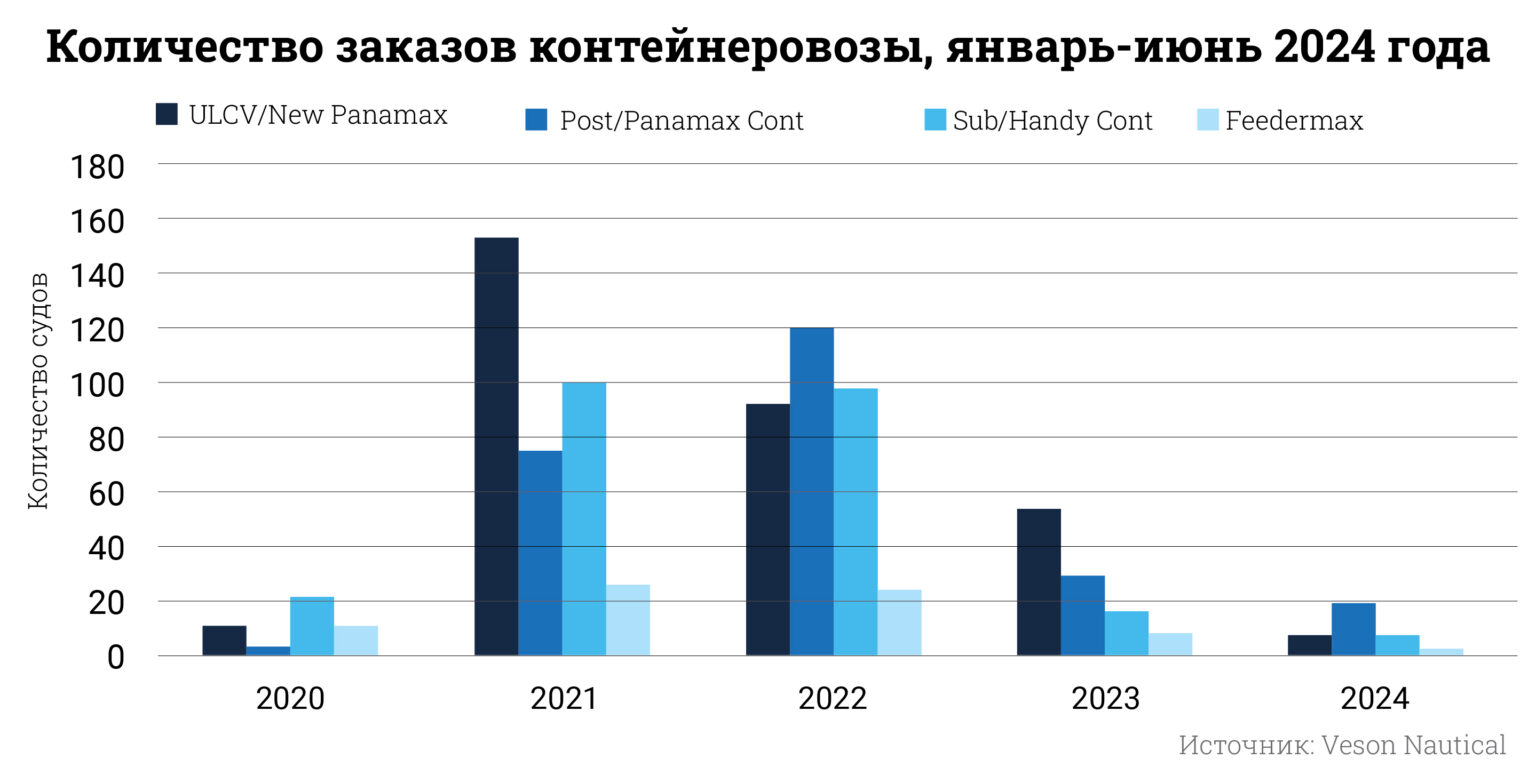 Количество заказов контейнеровозы, январь-июнь 2024 года
ULCV/New Panamax
Post/Panamax Cont
Sub/Handy Cont
Feedermax
Количество судов
180
160
140
120
100
80
60
40
20
0
2020
2021
2022
2023
2024
Источник: Veson Nautical